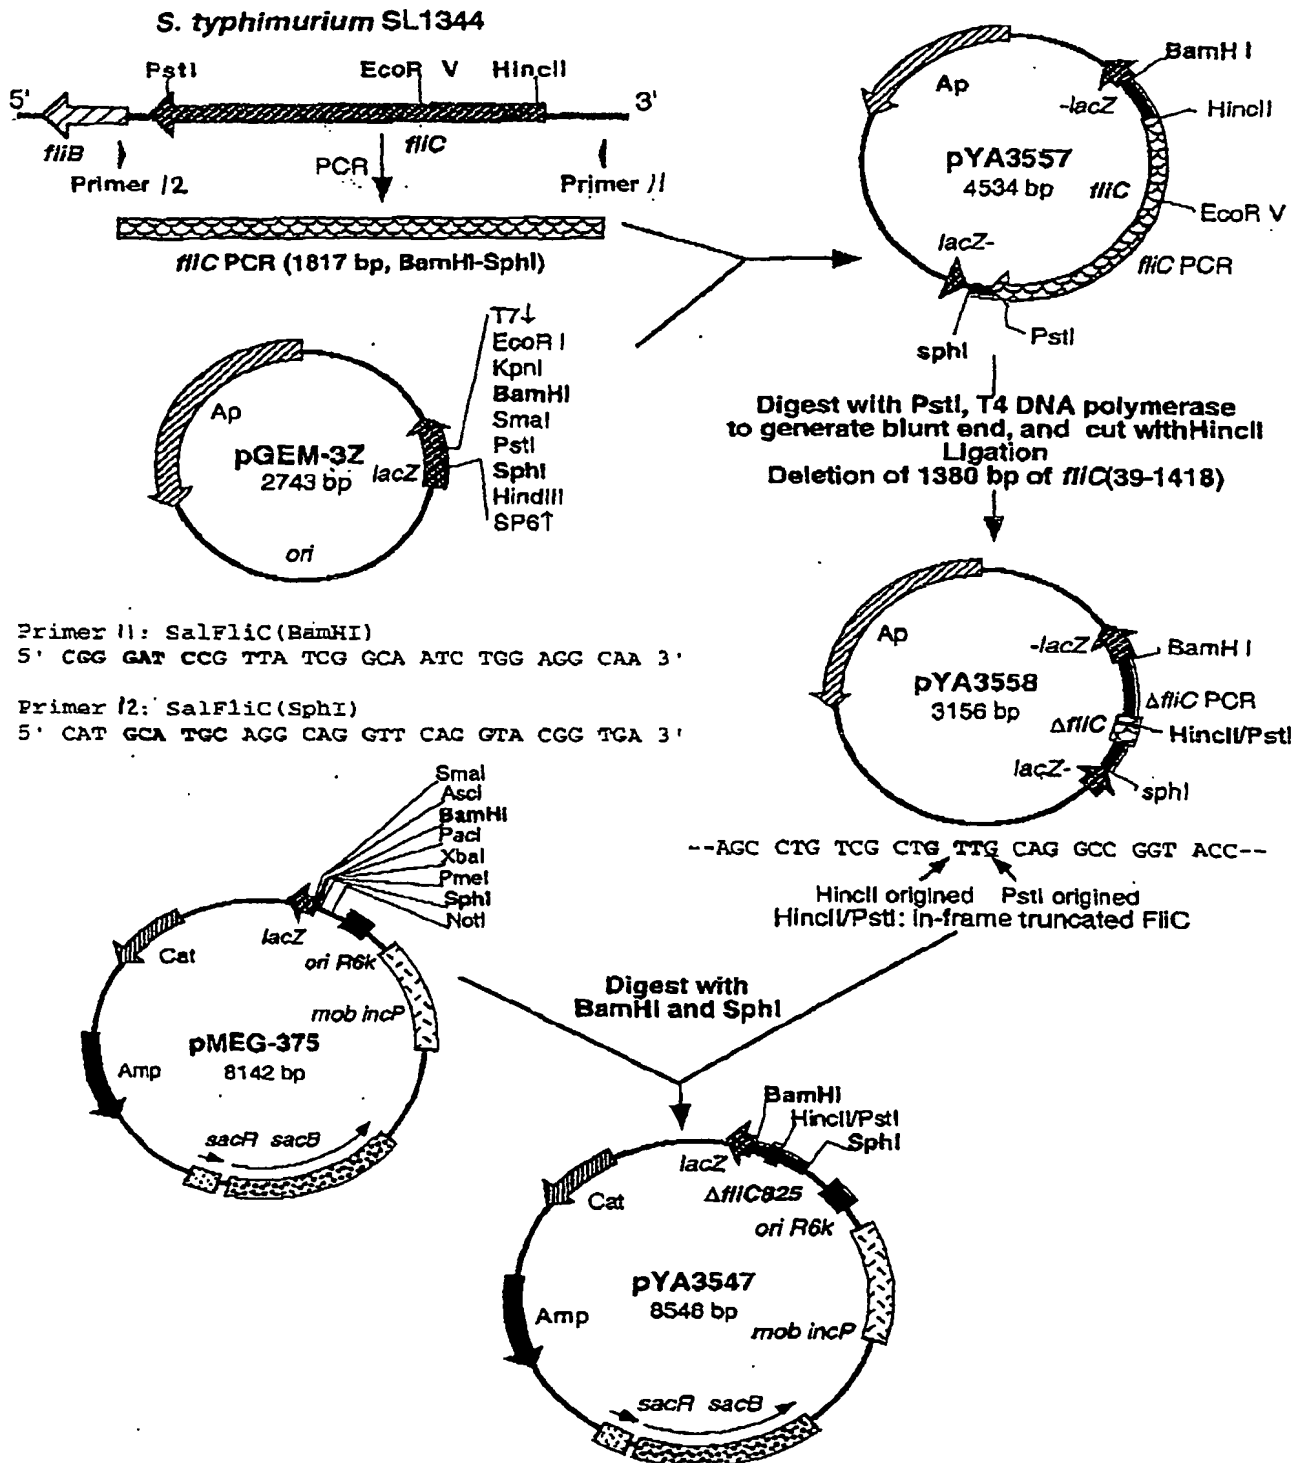 S. typhimurium SL1344
PstI
EcoR V
HincII
5'
3'
fliB
fliC
PCR
Primer 12
Primer 11
fliC PCR (1817 bp, BamHI-SphI)
Ap
-lacZ
BamH I
HincII
pYA3557
4534 bp
fliC
EcoR V
lacZ-
fliC PCR
sphI
PstI
T7↓
EcoR I
KpnI
BamHI
SmaI
PstI
SphI
HindIII
SP6↑
Ap
pGEM-3Z
2743 bp
lacZ
ori
Digest with PstI, T4 DNA polymerase
to generate blunt end, and cut withHincII
Ligation
Deletion of 1380 bp of fliC(39-1418)
Primer 11: SalFliC(BamHI)
5' CGG GAT CCG TTA TCG GCA ATC TGG AGG CAA 3'
Primer 12: SalFliC(SphI)
5' CAT GCA TGC AGG CAG GTT CAG GTA CGG TGA 3'
Ap
-lacZ
BamH I
pYA3558
3156 bp
ΔfliC PCR
ΔfliC
HincII/PstI
lacZ-
sphI
--AGC CTG TCG CTG TTG CAG GCC GGT ACC--
HincII origined
PstI origined
HincII/PstI: in-frame truncated FliC
SmaI
AscI
BamHI
PacI
XbaI
PmeI
SphI
NotI
lacZ
Cat
ori R6k
mob incP
pMEG-375
8142 bp
Amp
sacR sacB
Digest with
BamHI and SphI
BamHI
HincII/PstI
SphI
lacZ
ΔfliC825
Cat
ori R6k
pYA3547
8548 bp
Amp
mob incP
sacR sacB